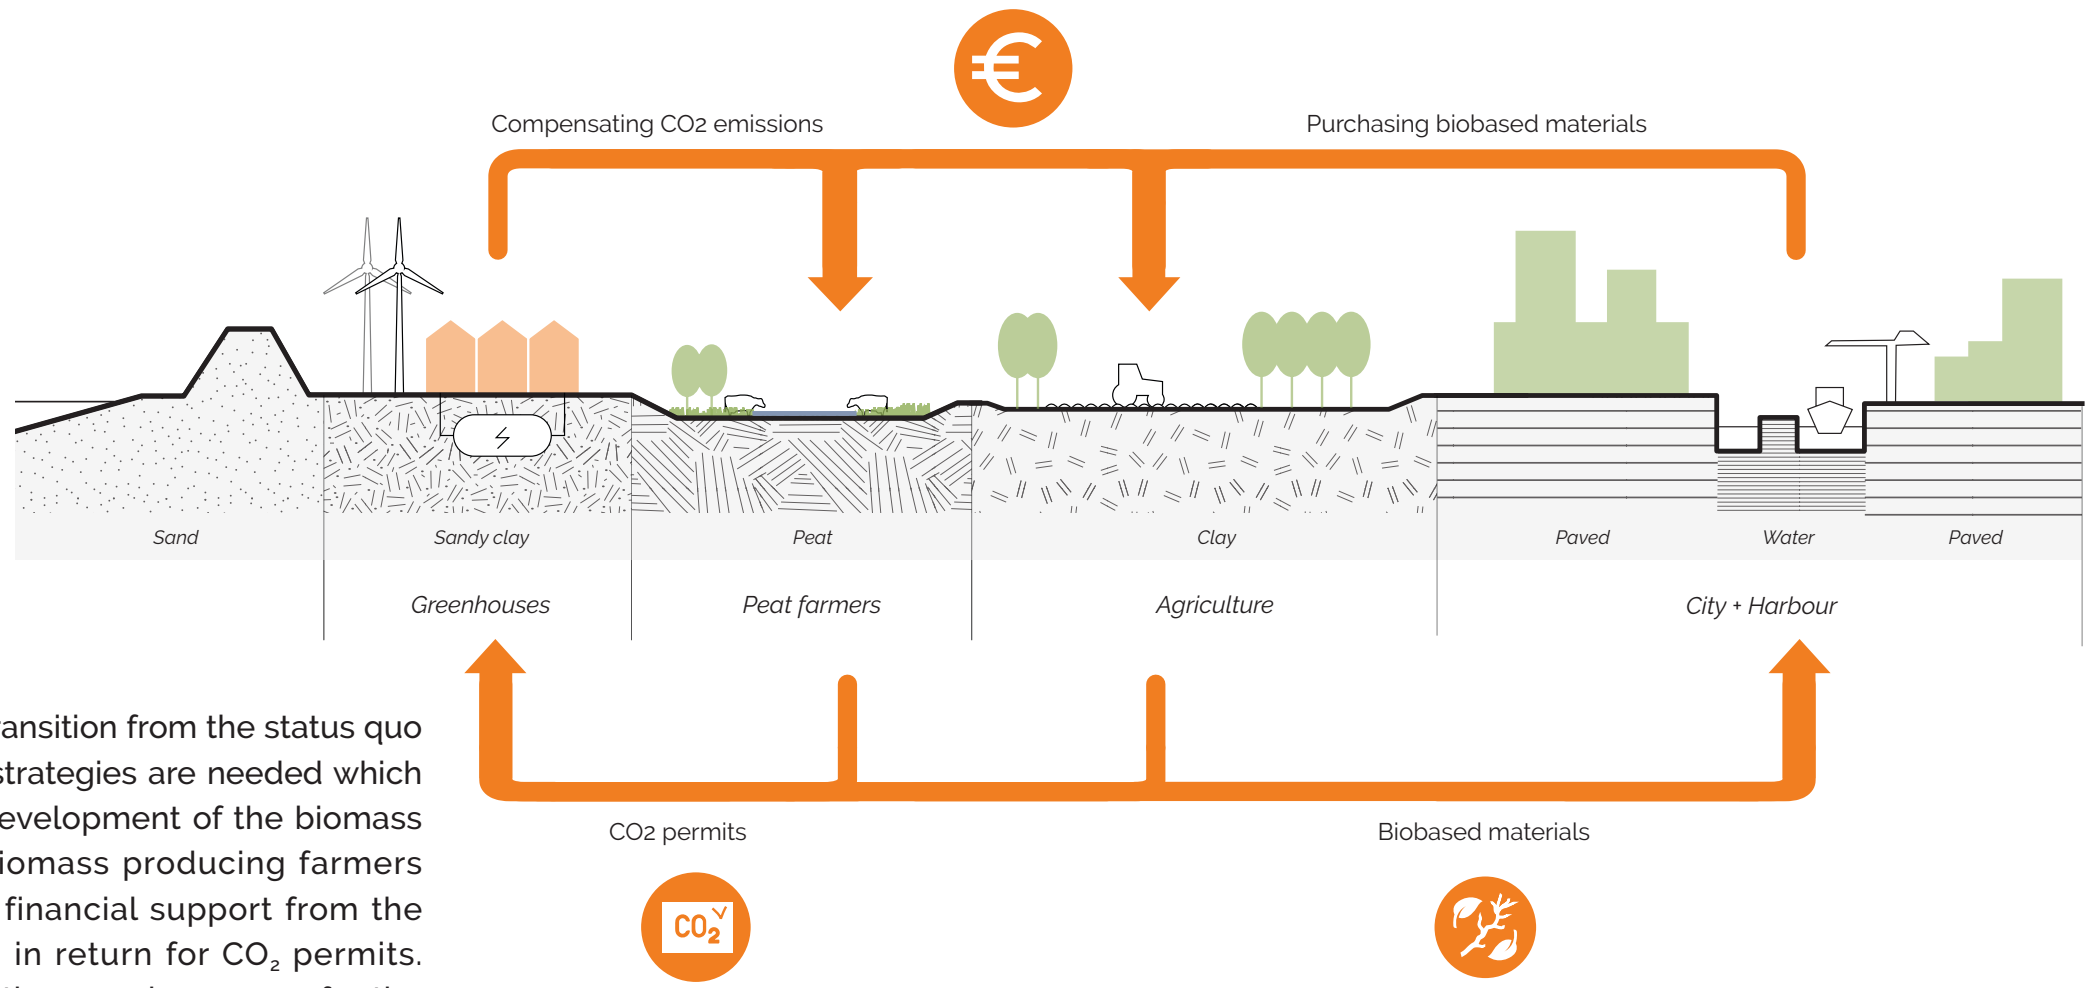 €
Compensating CO2 emissions
Purchasing biobased materials
Sand
Sandy clay
Peat
Clay
Paved
Water
Paved
Greenhouses
Peat farmers
Agriculture
City + Harbour
ransition from the status quo
strategies are needed which
evelopment of the biomass
iomass producing farmers
financial support from the
in return for CO₂ permits.
CO2 permits
Biobased materials
CO2